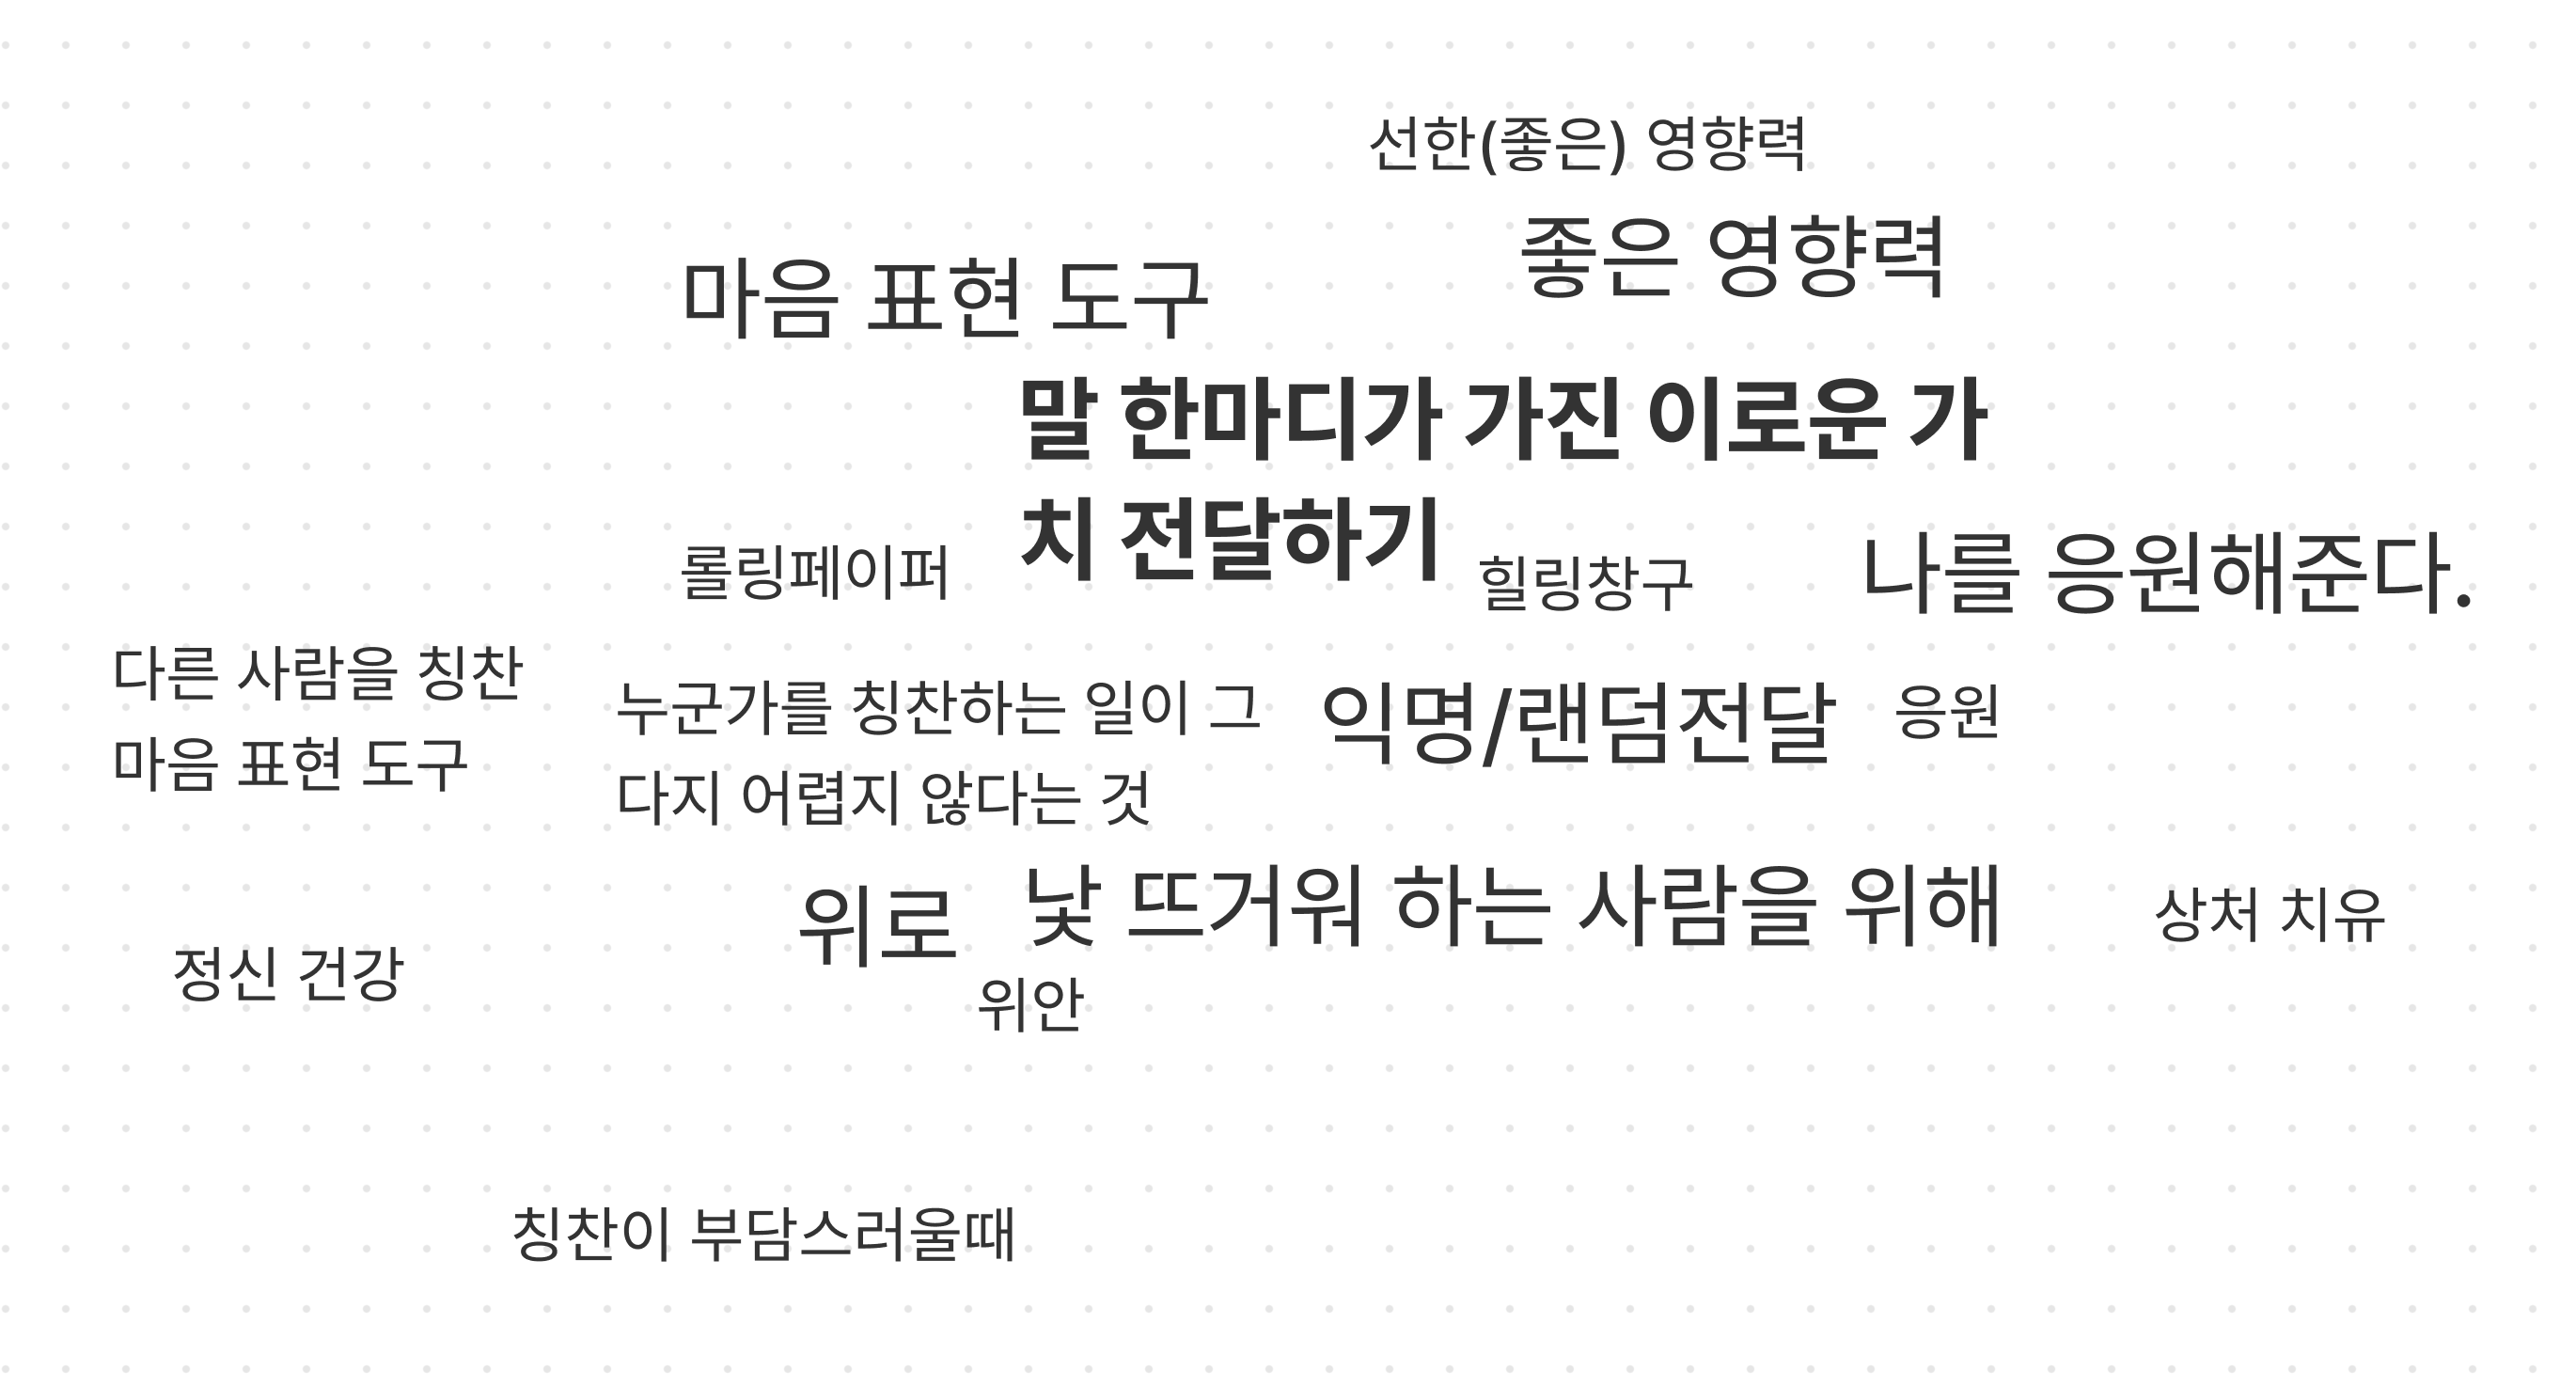 선한(좋은) 영향력
좋은 영향력
마음 표현 도구
말 한마디가 가진 이로운 가
치 전달하기
롤링페이퍼
힐링창구
나를 응원해준다.
다른 사람을 칭찬
마음 표현 도구
누군가를 칭찬하는 일이 그
다지 어렵지 않다는 것
익명/랜덤전달
응원
위로
낯 뜨거워 하는 사람을 위해
상처 치유
정신 건강
위안
칭찬이 부담스러울때